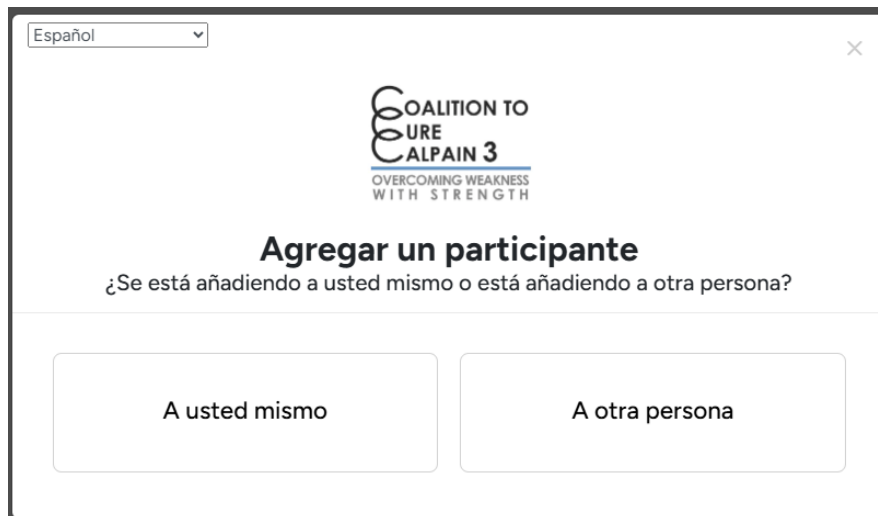 Español
COALITION TO
CURE
CALPAIN 3
OVERCOMING WEAKNESS
WITH STRENGTH
Agregar un participante
¿Se está añadiendo a usted mismo o está añadiendo a otra persona?
A usted mismo
A otra persona